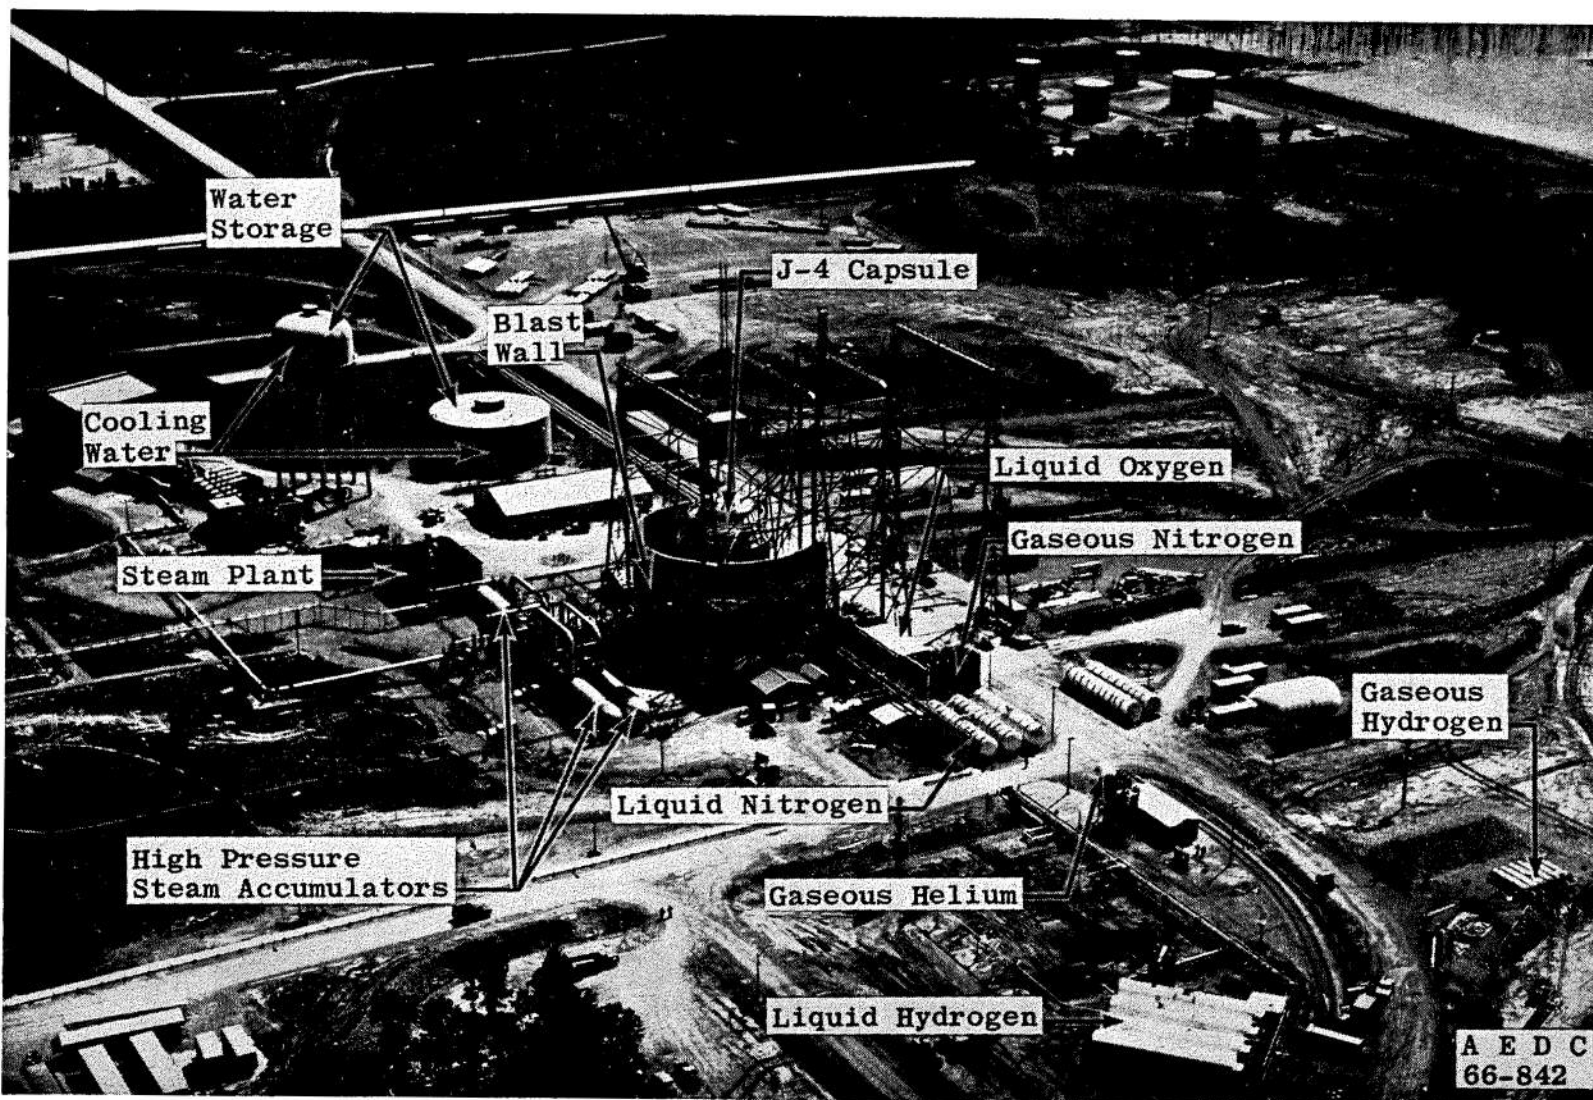 Water
Storage
J-4 Capsule
Blast
Wall
Cooling
Water
Liquid Oxygen
Gaseous Nitrogen
Steam Plant
Gaseous
Hydrogen
Liquid Nitrogen
High Pressure
Steam Accumulators
Gaseous Helium
Liquid Hydrogen
A E D C
66-842